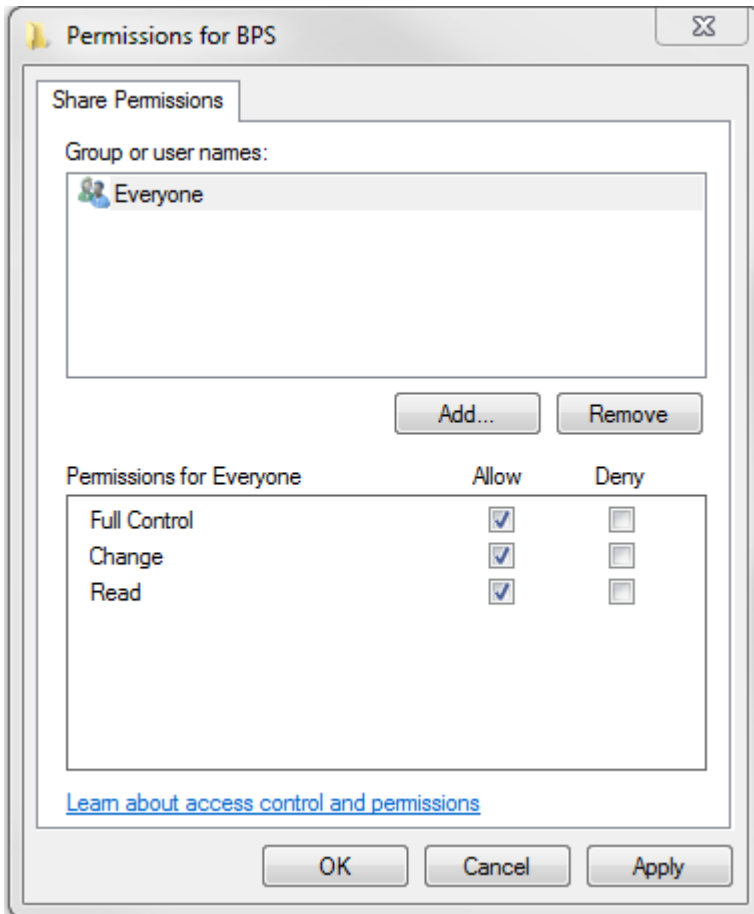 Permissions for BPS
Share Permissions
Group or user names:
Everyone
Add... Remove
Permissions for Everyone Allow Deny
Full Control
Change
Read
Learn about access control and permissions
OK Cancel Apply